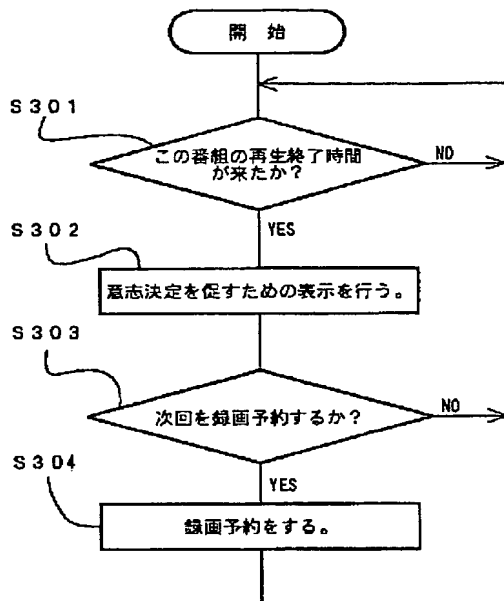 開 始
S301
この番組の再生終了時間
が来たか？
NO
YES
S302
意志決定を促すための表示を行う。
S303
次回を録画予約するか？
NO
YES
S304
録画予約をする。